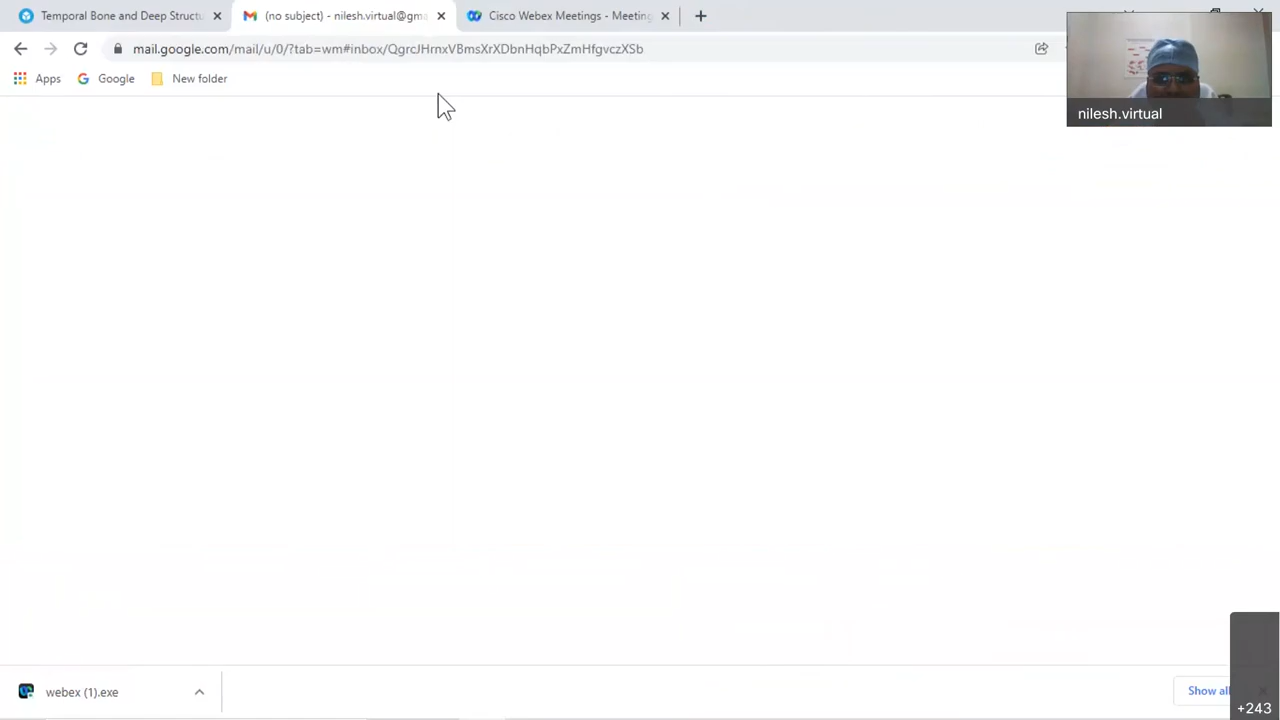 Temporal Bone and Deep Structu
(no subject) - nilesh.virtual@gma
Cisco Webex Meetings - Meeting
mail.google.com/mail/u/0/?tab=wm#inbox/QgrcJHrnxVBmsXrXDbnHqbPxZmHfgvczXSb
Apps
Google
New folder
nilesh.virtual
webex (1).exe
Show all
+243